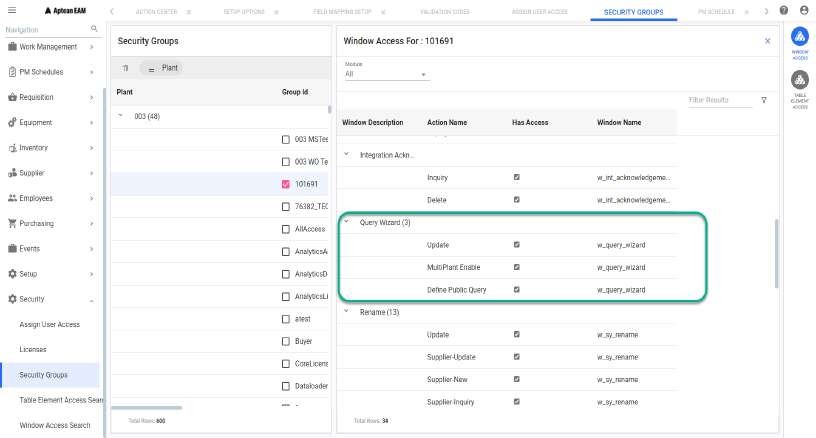 Aptean EAM
ACTION CENTER
SETUP-OPTIONS
FIELD MAPPING SETUP
VALIDATION CODES
ASSIGN USER ACCESS
SECURITY GROUPS
PM SCHEDULE
Navigation
Work Management
PM Schedules
Requisition
Equipment
Inventory
Supplier
Employees
Purchasing
Events
Setup
Security
Assign User Access
Licenses
Security Groups
Table Element Access Sear
Window Access Search
Security Groups
Plant
Plant Group Id
003 (48)
003 MSTes
003 WO Te
101691
76382_TEC
AllAccess
AnalyticsA
AnalyticsD
AnalyticsLi
atest
Buyer
CoreLicens
Dataloader
Total Rows: 600
Window Access For : 101691
Module
All
Filter Results
Window Description Action Name Has Access Window Name
Integration Ackn...
Inquiry w_int_acknowledgeme...
Delete w_int_acknowledgeme...
Query Wizard (3)
Update w_query_wizard
MultiPlant Enable w_query_wizard
Define Public Query w_query_wizard
Rename (13)
Update w_sy_rename
Supplier-Update w_sy_rename
Supplier-New w_sy_rename
Supplier-Inquiry w_sy_rename
Total Rows: 34
WINDOW
ACCESS
TABLE
ELEMENT
ACCESS